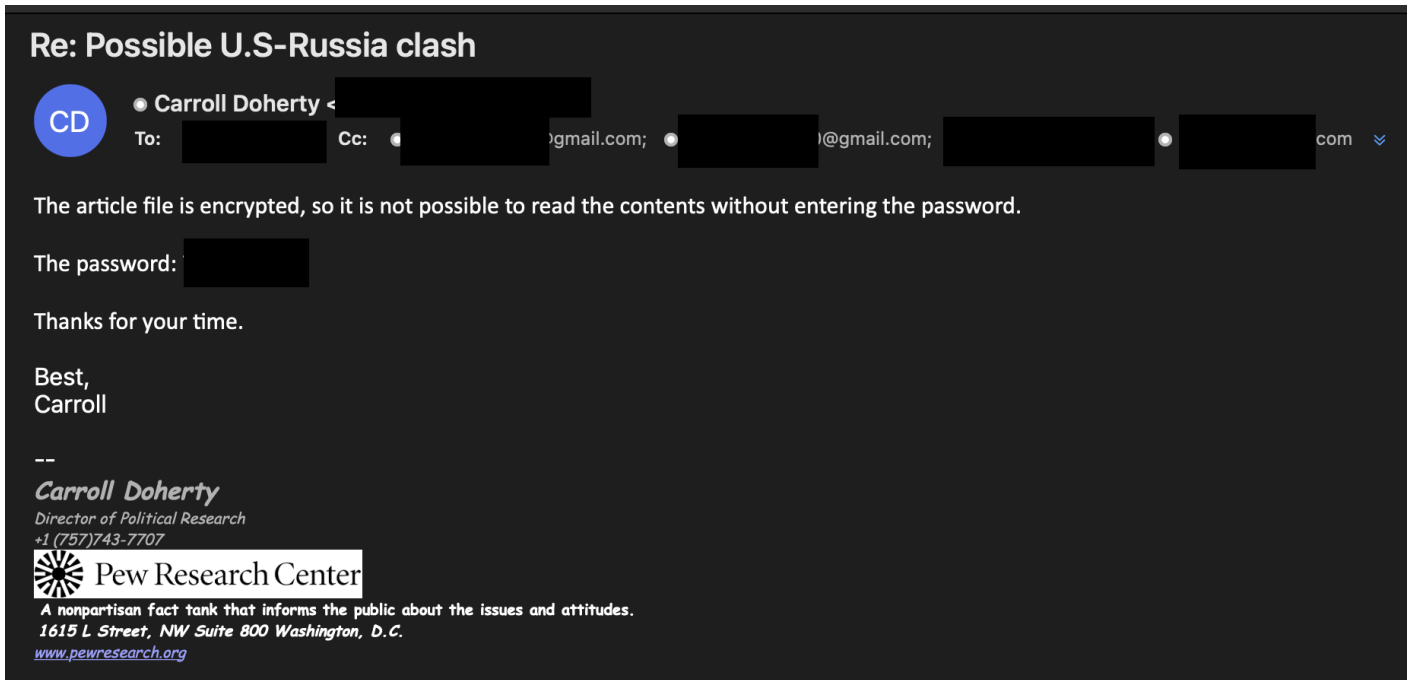 Re: Possible U.S-Russia clash
CD
Carroll Doherty <
To: Cc: @gmail.com; 0@gmail.com; com
The article file is encrypted, so it is not possible to read the contents without entering the password.
The password:
Thanks for your time.
Best,
Carroll
--
Carroll Doherty
Director of Political Research
+1 (757)743-7707
Pew Research Center
A nonpartisan fact tank that informs the public about the issues and attitudes.
1615 L Street, NW Suite 800 Washington, D.C.
www.pewresearch.org